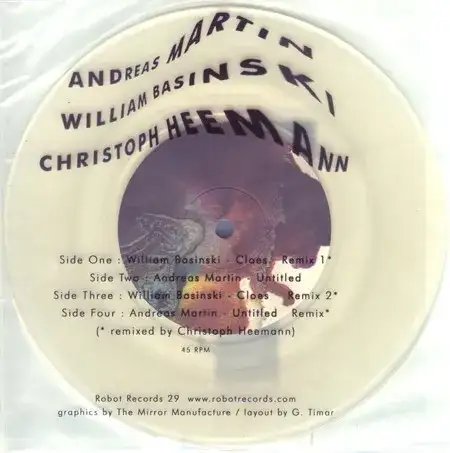 ANDREAS MARTIN
WILLIAM BASINSKI
CHRISTOPH HEEMANN
Side One : William Basinski - Claes Remix 1*
Side Two : Andreas Martin - Untitled
Side Three : William Basinski - Claes Remix 2*
Side Four : Andreas Martin - Untitled Remix*
(* remixed by Christoph Heemann)
45 RPM
Robot Records 29 www.robotrecords.com
graphics by The Mirror Manufacture / layout by G. Timar